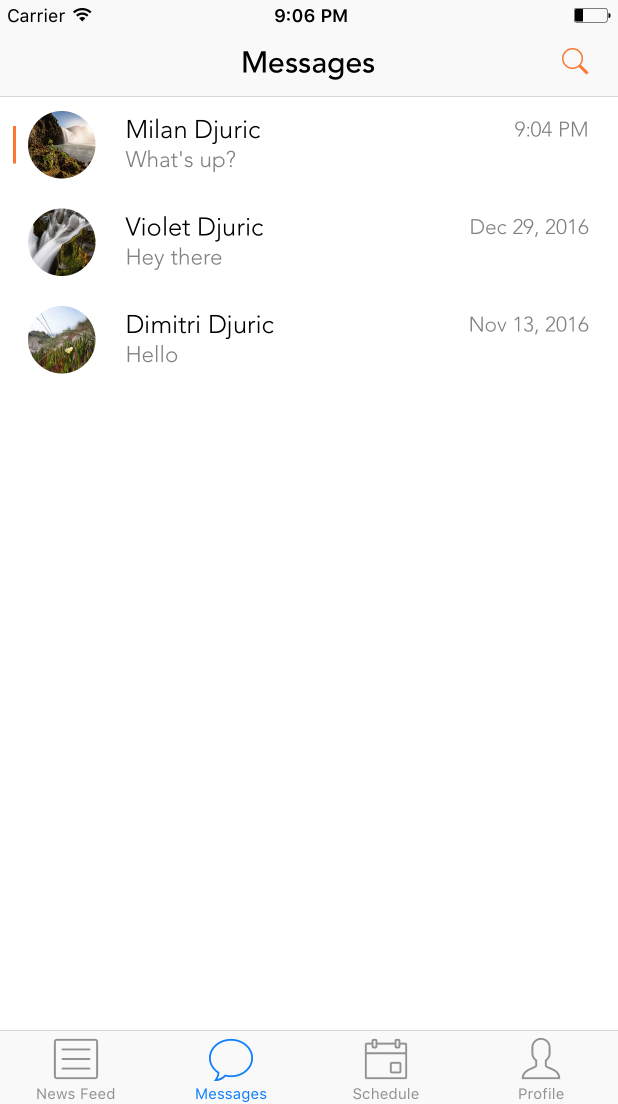 Carrier 9:06 PM
Messages
Milan Djuric 9:04 PM
What's up?
Violet Djuric Dec 29, 2016
Hey there
Dimitri Djuric Nov 13, 2016
Hello
News Feed Messages Schedule Profile